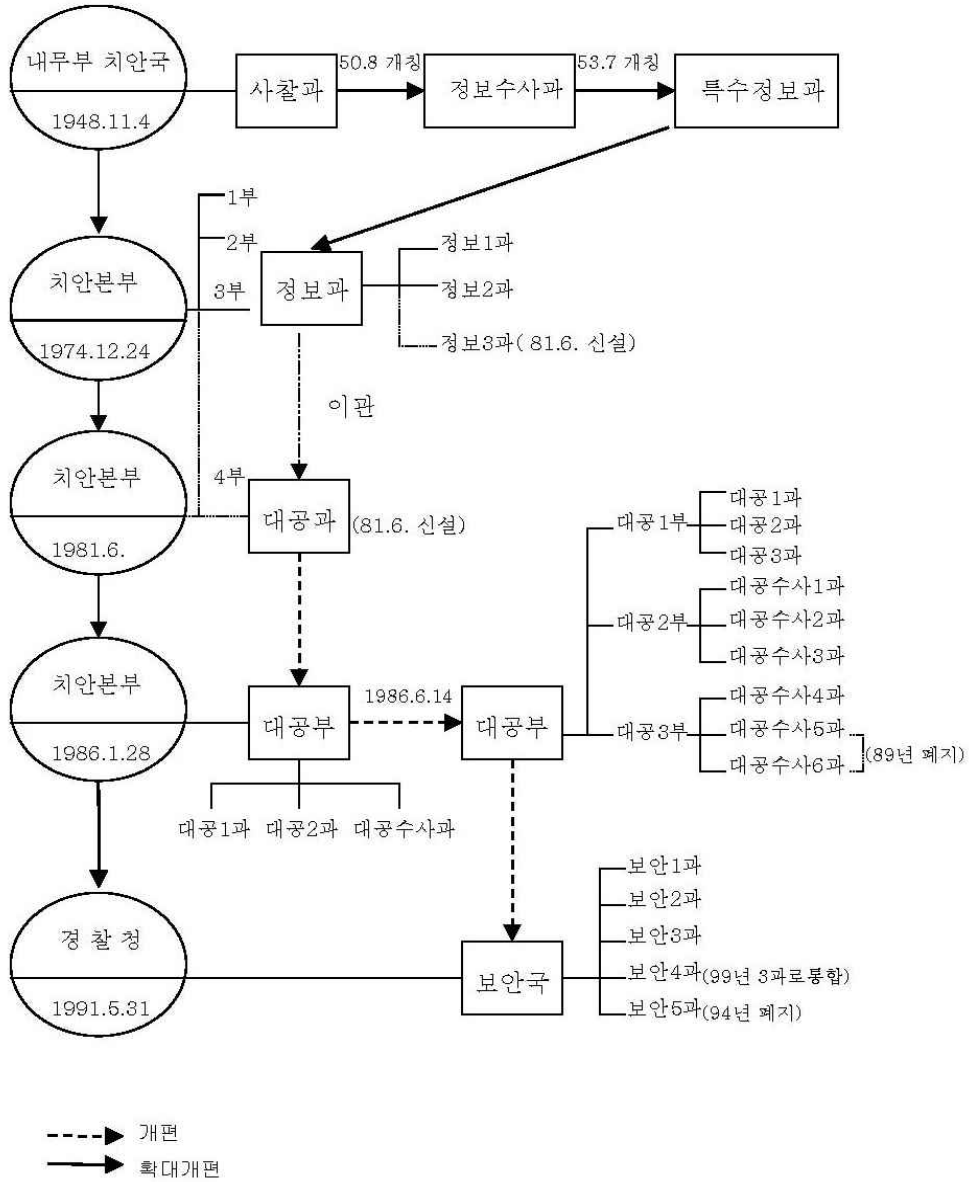 내무부 치안국
1948.11.4
사찰과
50.8 개칭
정보수사과
53.7 개칭
특수정보과
치안본부
1974.12.24
1부
2부
3부
정보과
정보1과
정보2과
정보3과( 81.6. 신설)
이관
치안본부
1981.6.
4부
대공과
(81.6. 신설)
치안본부
1986.1.28
대공부
대공1과
대공2과
대공수사과
1986.6.14
대공부
대공1부
대공1과
대공2과
대공3과
대공2부
대공수사1과
대공수사2과
대공수사3과
대공3부
대공수사4과
대공수사5과
대공수사6과
(89년 폐지)
경 찰 청
1991.5.31
보안국
보안1과
보안2과
보안3과
보안4과(99년 3과로통합)
보안5과(94년 폐지)
개편
확대개편